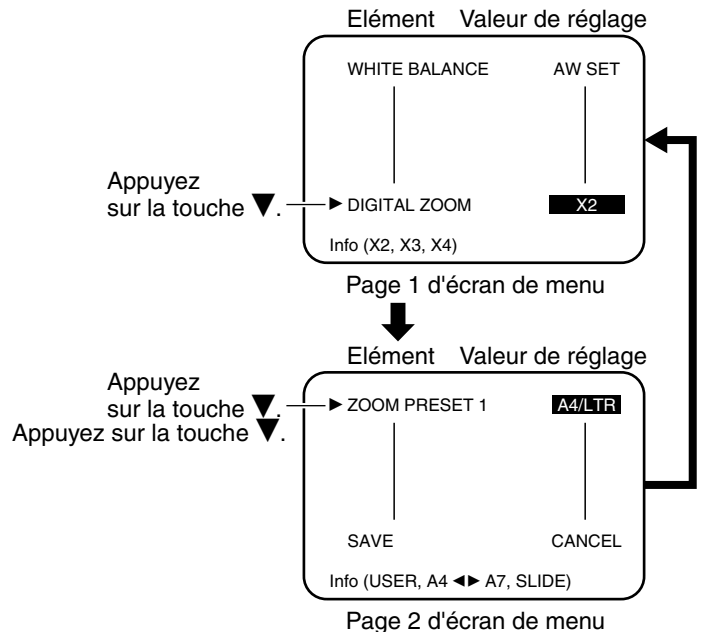 Elément Valeur de réglage
WHITE BALANCE AW SET
Appuyez
sur la touche ▼.
► DIGITAL ZOOM X2
Info (X2, X3, X4)
Page 1 d'écran de menu
Elément Valeur de réglage
Appuyez
sur la touche ▼.
► ZOOM PRESET 1 A4/LTR
Appuyez sur la touche ▼.
SAVE CANCEL
Info (USER, A4 ◄► A7, SLIDE)
Page 2 d'écran de menu